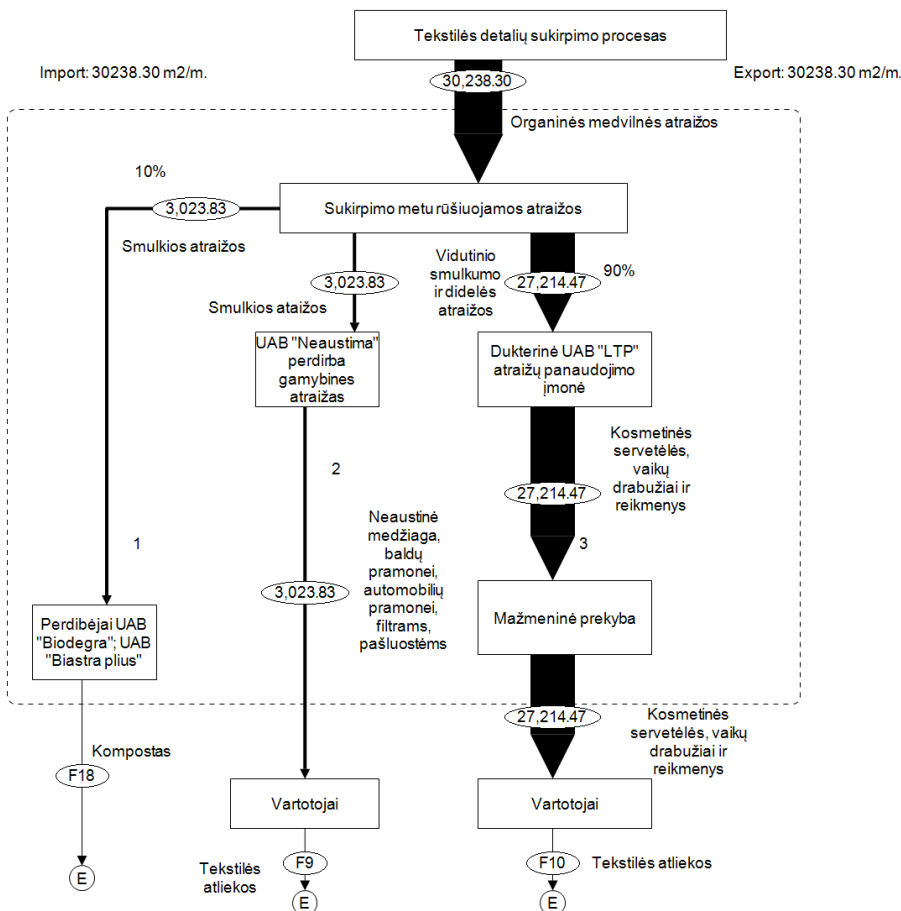 Tekstilės detalių sukirpimo procesas
Import: 30238.30 m2/m.
30,238.30
Export: 30238.30 m2/m.
Organinės medvilnės atraižos
10%
3,023.83
Sukirpimo metu rūšiuojamos atraižos
Smulkios atraižos
Vidutinio
smulkumo
ir didelės
atraižos
3,023.83
27,214.47
90%
Smulkios ataižos
UAB "Neaustima"
perdirba
gamybines
atraižas
Dukterinė UAB "LTP"
atraižų panaudojimo
įmonė
Kosmetinės
servetėlės,
vaikų
drabužiai ir
reikmenys
2
27,214.47
Neaustinė
medžiaga,
baldų
pramonei,
automobilių
pramonei,
filtrams,
pašluostėms
1
3
3,023.83
Perdibėjai UAB
"Biodegra"; UAB
"Biastra plius"
Mažmeninė prekyba
27,214.47
Kosmetinės
servetėlės, vaikų
drabužiai ir
reikmenys
Kompostas
F18
Vartotojai
Vartotojai
Tekstilės
atliekos
F9
F10
Tekstilės atliekos
E
E
E